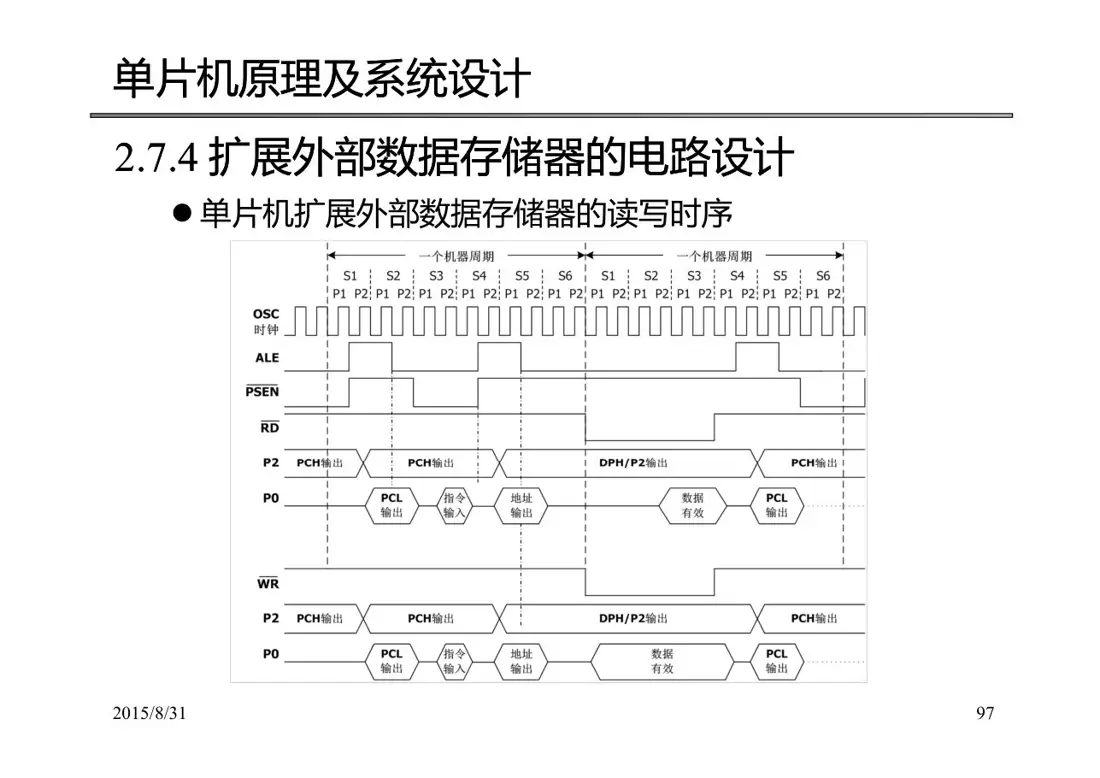 单片机原理及系统设计
2.7.4 扩展外部数据存储器的电路设计
● 单片机扩展外部数据存储器的读写时序
一个机器周期 一个机器周期
S1 S2 S3 S4 S5 S6 S1 S2 S3 S4 S5 S6
P1 P2 P1 P2 P1 P2 P1 P2 P1 P2 P1 P2 P1 P2 P1 P2 P1 P2 P1 P2 P1 P2 P1 P2
OSC
时钟
ALE
PSEN
RD
P2 PCH输出 PCH输出 DPH/P2输出 PCH输出
P0 PCL 指令 地址 数据 PCL
输出 输入 输出 有效 输出
WR
P2 PCH输出 PCH输出 DPH/P2输出 PCH输出
P0 PCL 指令 地址 数据 PCL
输出 输入 输出 有效 输出
2015/8/31 97